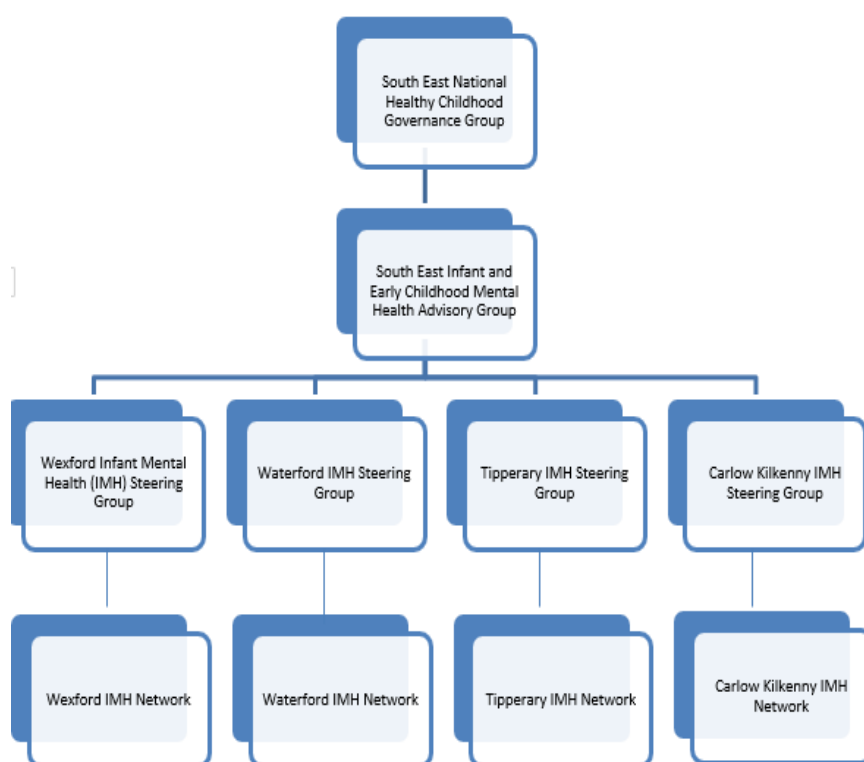 South East National
Healthy Childhood
Governance Group
South East Infant and
Early Childhood Mental
Health Advisory Group
Wexford Infant Mental
Health (IMH) Steering
Group
Waterford IMH Steering
Group
Tipperary IMH Steering
Group
Carlow Kilkenny IMH
Steering Group
Wexford IMH Network
Waterford IMH Network
Tipperary IMH Network
Carlow Kilkenny IMH
Network